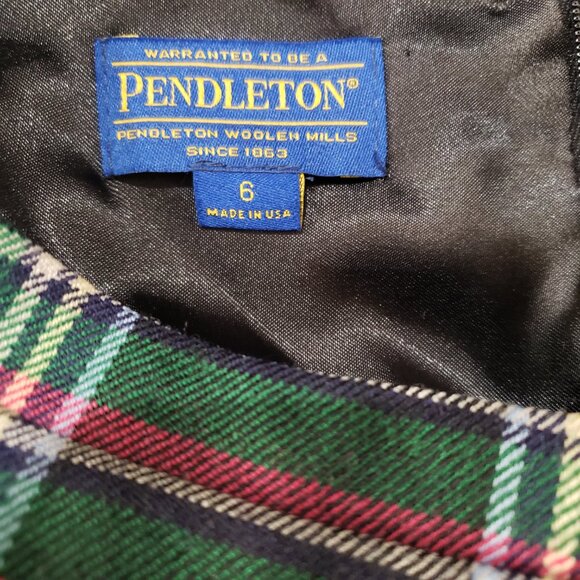 WARRANTED TO BE A
PENDLETON®
PENDLETON WOOLEN MILLS
SINCE 1863
6
MADE IN USA